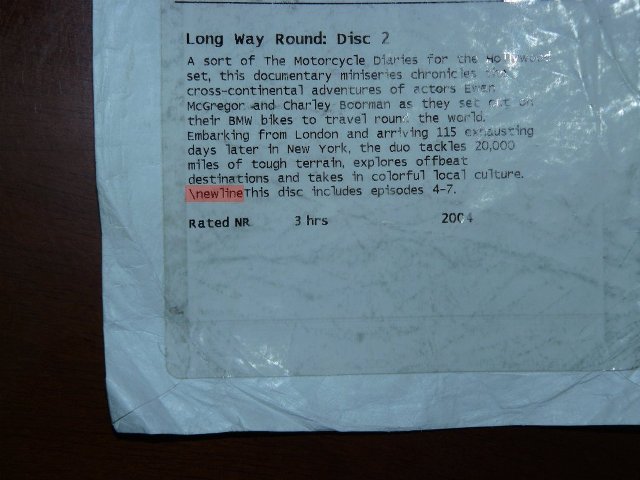 Long Way Round: Disc 2
A sort of The Motorcycle Diaries for the Hollywood
set, this documentary miniseries chronicles the
cross-continental adventures of actors Ewan
McGregor and Charley Boorman as they set out on
their BMW bikes to travel round the world.
Embarking from London and arriving 115 exhausting
days later in New York, the duo tackles 20,000
miles of tough terrain, explores offbeat
destinations and takes in colorful local culture.
\newlineThis disc includes episodes 4-7.
Rated NR 3 hrs 2004